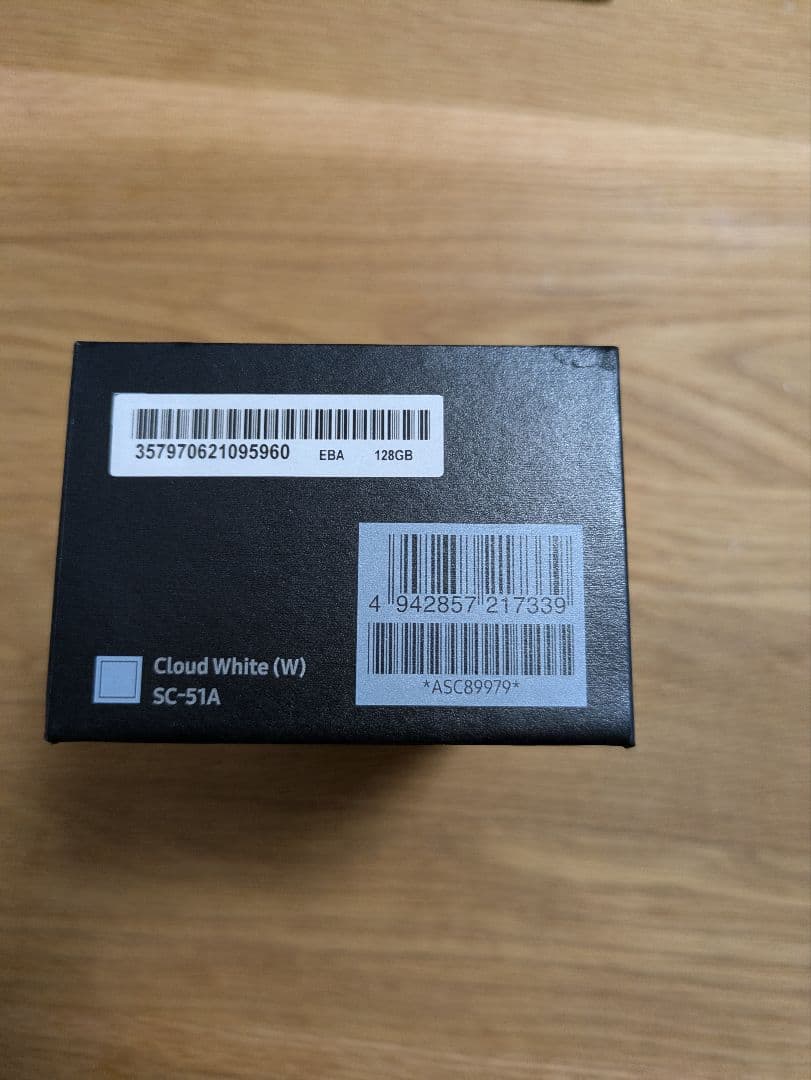 357970621095960 EBA 128GB
4 942857 217339
*ASC89979*
Cloud White (W)
SC-51A